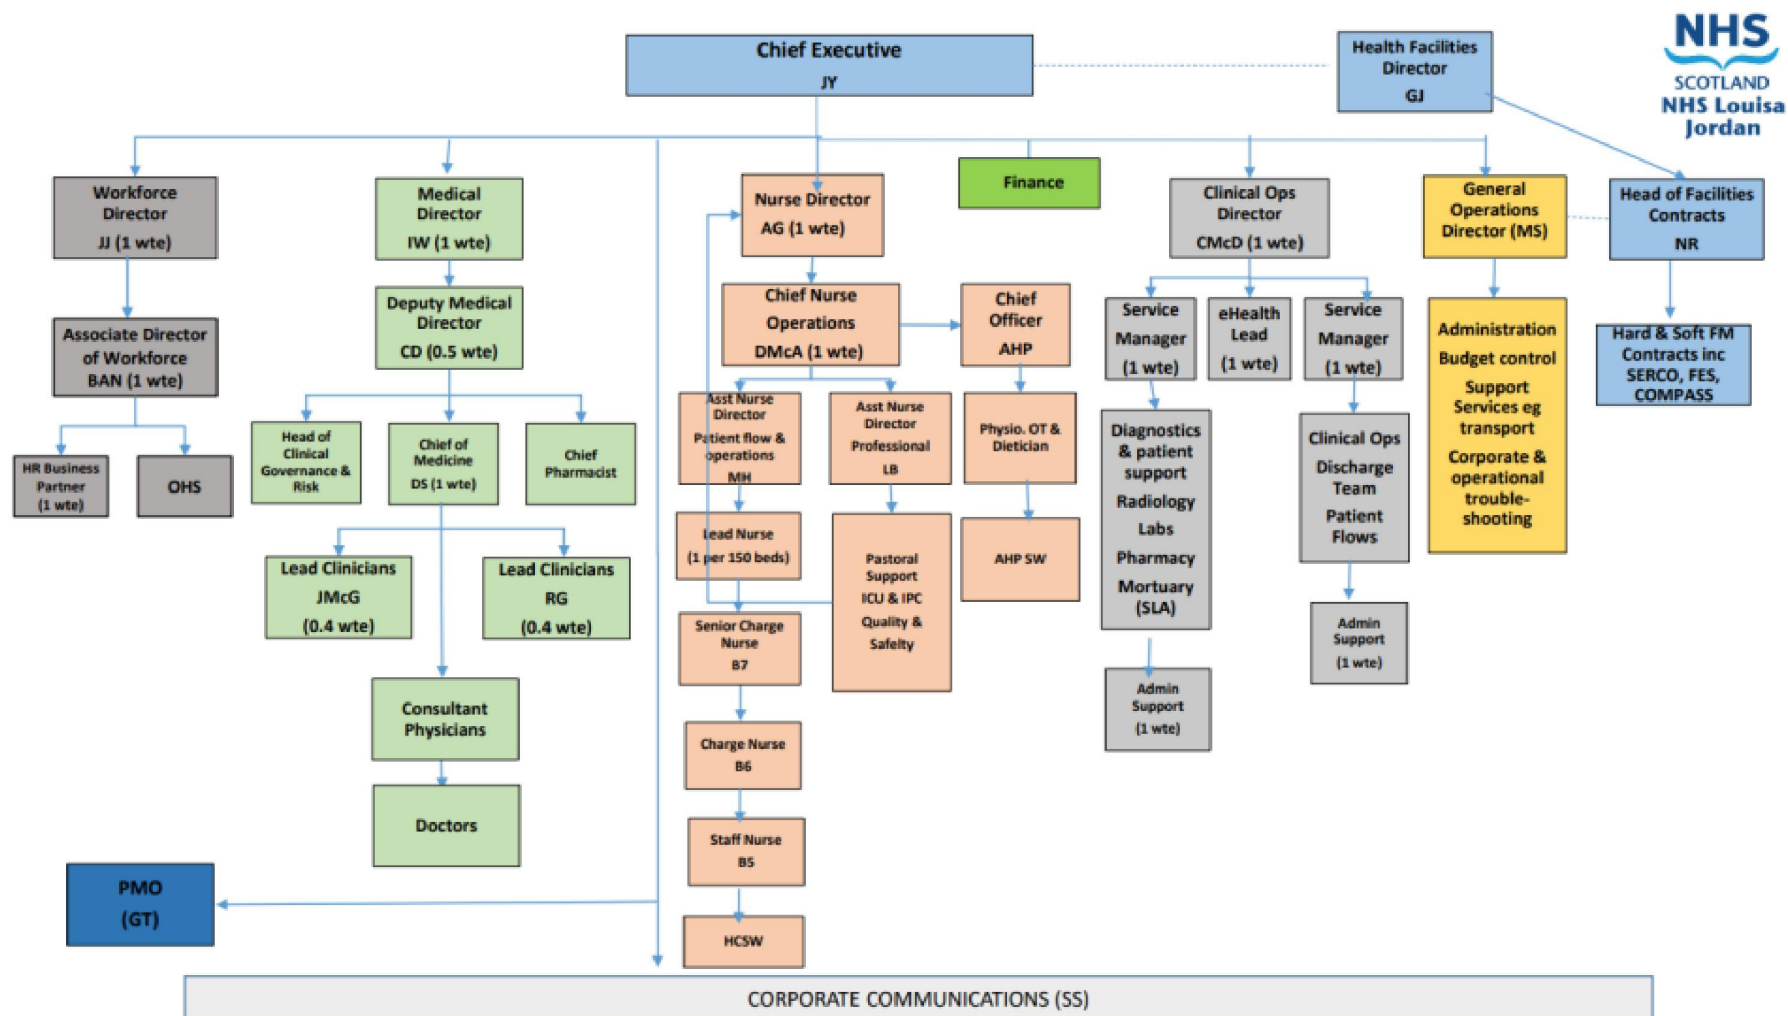 Chief Executive
JY
Health Facilities
Director
GJ
NHS
SCOTLAND
NHS Louisa
Jordan
Workforce
Director
JJ (1 wte)
Medical
Director
IW (1 wte)
Nurse Director
AG (1 wte)
Finance
Clinical Ops
Director
CMcD (1 wte)
General
Operations
Director (MS)
Head of Facilities
Contracts
NR
Associate Director
of Workforce
BAN (1 wte)
HR Business
Partner
(1 wte)
OHS
Deputy Medical
Director
CD (0.5 wte)
Head of
Clinical
Governance &
Risk
Chief of
Medicine
DS (1 wte)
Chief
Pharmacist
Lead Clinicians
JMcG
(0.4 wte)
Lead Clinicians
RG
(0.4 wte)
Consultant
Physicians
Doctors
Chief Nurse
Operations
DMcA (1 wte)
Chief
Officer
AHP
Asst Nurse
Director
Patient flow &
operations
MH
Asst Nurse
Director
Professional
LB
Physio. OT &
Dietician
Lead Nurse
(1 per 150 beds)
Pastoral
Support
ICU & IPC
Quality &
Safelty
AHP SW
Senior Charge
Nurse
B7
Charge Nurse
B6
Staff Nurse
B5
HCSW
Service
Manager
(1 wte)
eHealth
Lead
(1 wte)
Service
Manager
(1 wte)
Diagnostics
& patient
support
Radiology
Labs
Pharmacy
Mortuary
(SLA)
Admin
Support
(1 wte)
Clinical Ops
Discharge
Team
Patient
Flows
Admin
Support
(1 wte)
Administration
Budget control
Support
Services eg
transport
Corporate &
operational
trouble-
shooting
Hard & Soft FM
Contracts inc
SERCO, FES,
COMPASS
PMO
(GT)
CORPORATE COMMUNICATIONS (SS)